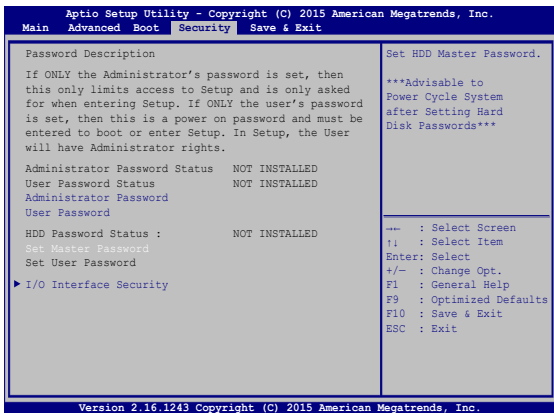 Aptio Setup Utility - Copyright (C) 2015 American Megatrends, Inc.
Main Advanced Boot Security Save & Exit
Password Description
If ONLY the Administrator's password is set, then
this only limits access to Setup and is only asked
for when entering Setup. If ONLY the user's password
is set, then this is a power on password and must be
entered to boot or enter Setup. In Setup, the User
will have Administrator rights.
Administrator Password Status NOT INSTALLED
User Password Status NOT INSTALLED
Administrator Password
User Password
HDD Password Status : NOT INSTALLED
Set Master Password
Set User Password
I/O Interface Security
Set HDD Master Password.
***Advisable to
Power Cycle System
after Setting Hard
Disk Passwords***
→← : Select Screen
↑↓ : Select Item
Enter: Select
+/— : Change Opt.
F1 : General Help
F9 : Optimized Defaults
F10 : Save & Exit
ESC : Exit
Version 2.16.1243 Copyright (C) 2015 American Megatrends, Inc.